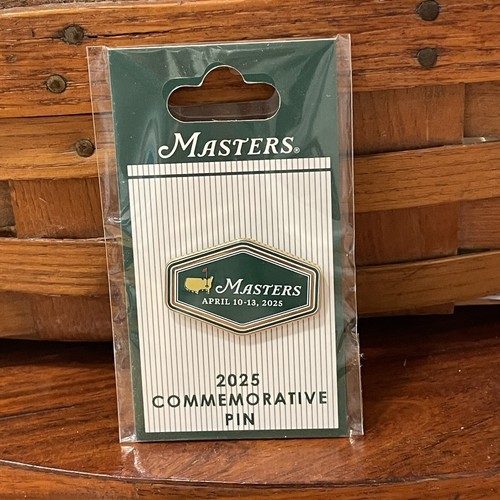 MASTERS®
MASTERS
APRIL 10-13, 2025
2025
COMMEMORATIVE
PIN